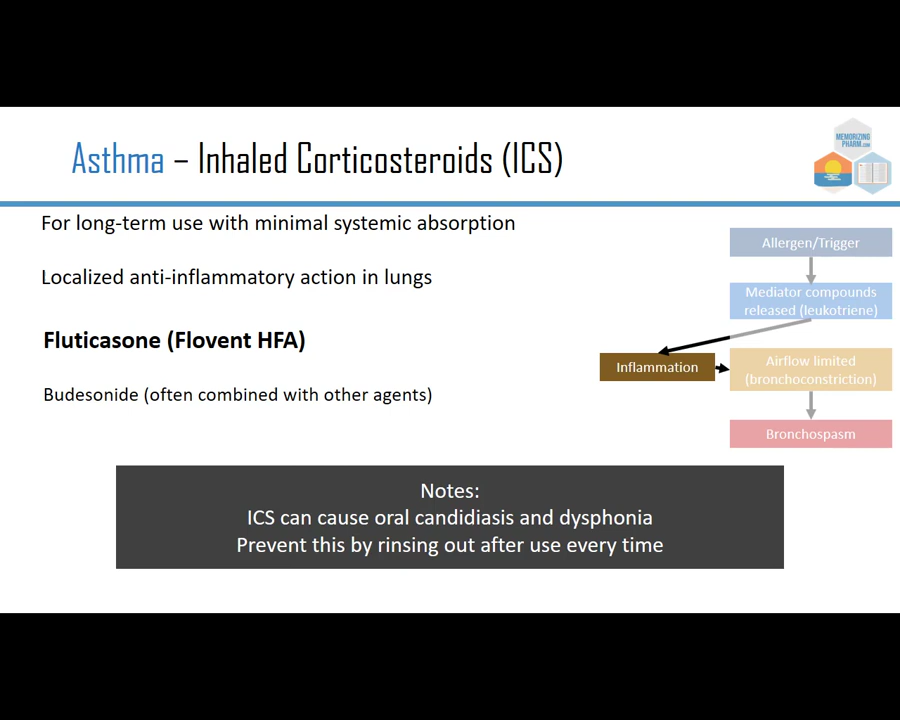 Asthma – Inhaled Corticosteroids (ICS)
MEMORIZING
PHARM.COM
For long-term use with minimal systemic absorption
Localized anti-inflammatory action in lungs
Fluticasone (Flovent HFA)
Budesonide (often combined with other agents)
Allergen/Trigger
Mediator compounds
released (leukotriene)
Inflammation
Airflow limited
(bronchoconstriction)
Bronchospasm
Notes:
ICS can cause oral candidiasis and dysphonia
Prevent this by rinsing out after use every time